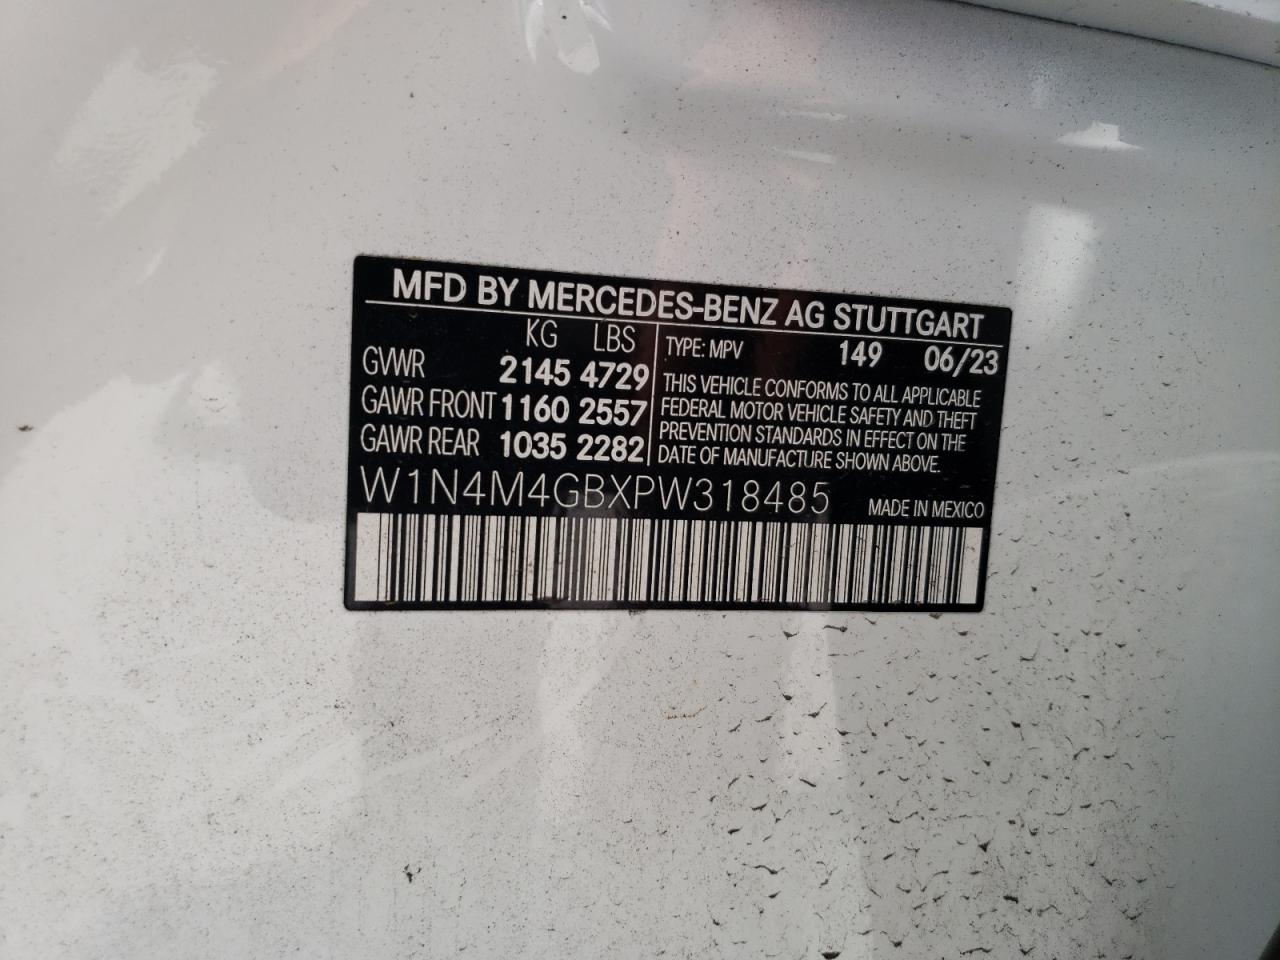 MFD BY MERCEDES-BENZ AG STUTTGART
KG LBS
GVWR 2145 4729
GAWR FRONT 1160 2557
GAWR REAR 1035 2282
TYPE: MPV 149 06/23
THIS VEHICLE CONFORMS TO ALL APPLICABLE
FEDERAL MOTOR VEHICLE SAFETY AND THEFT
PREVENTION STANDARDS IN EFFECT ON THE
DATE OF MANUFACTURE SHOWN ABOVE.
W1N4M4GBXPW318485 MADE IN MEXICO